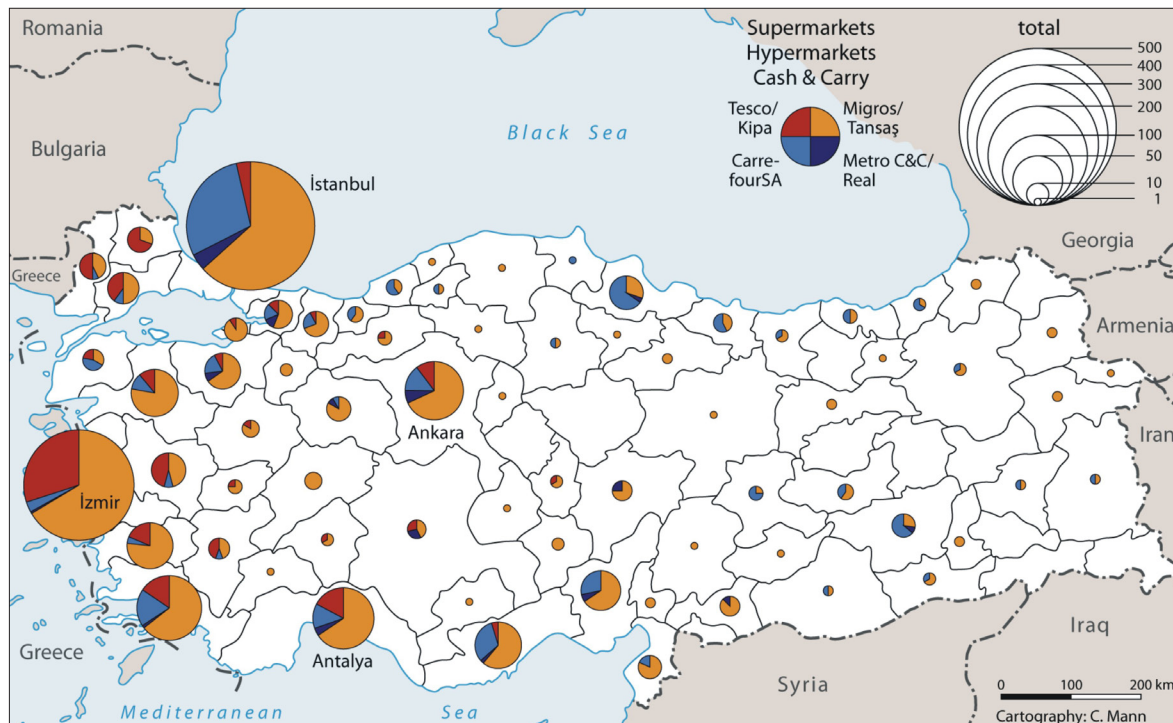 Romania
Bulgaria
Greece
Black Sea
Supermarkets
Hypermarkets
Cash & Carry
Tesco/
Kipa
Migros/
Tansaş
Carre-
fourSA
Metro C&C/
Real
total
500
400
300
200
100
50
10
1
Georgia
Armenia
Iran
Iraq
Syria
İstanbul
Ankara
İzmir
Antalya
Greece
Mediterranean Sea
0 100 200 km
Cartography: C. Mann